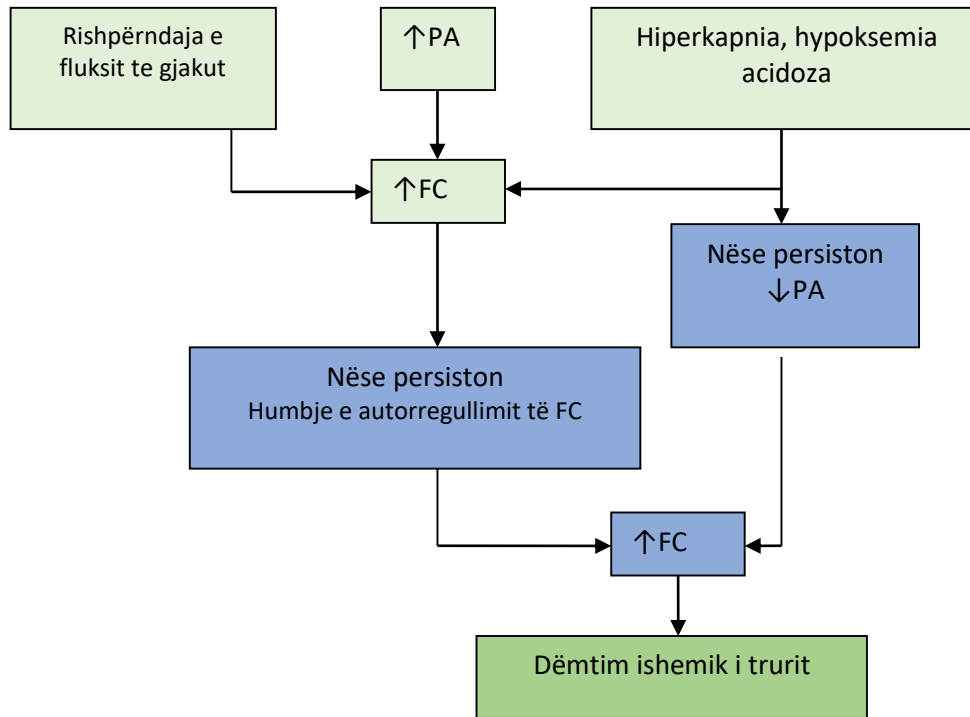 Rishpërndaja e
fluksit te gjakut
↑PA
Hiperkapnia, hypoksemia
acidoza
↑FC
Nëse persiston
↓PA
Nëse persiston
Humbje e autorregullimit të FC
↑FC
Dëmtim ishemik i trurit